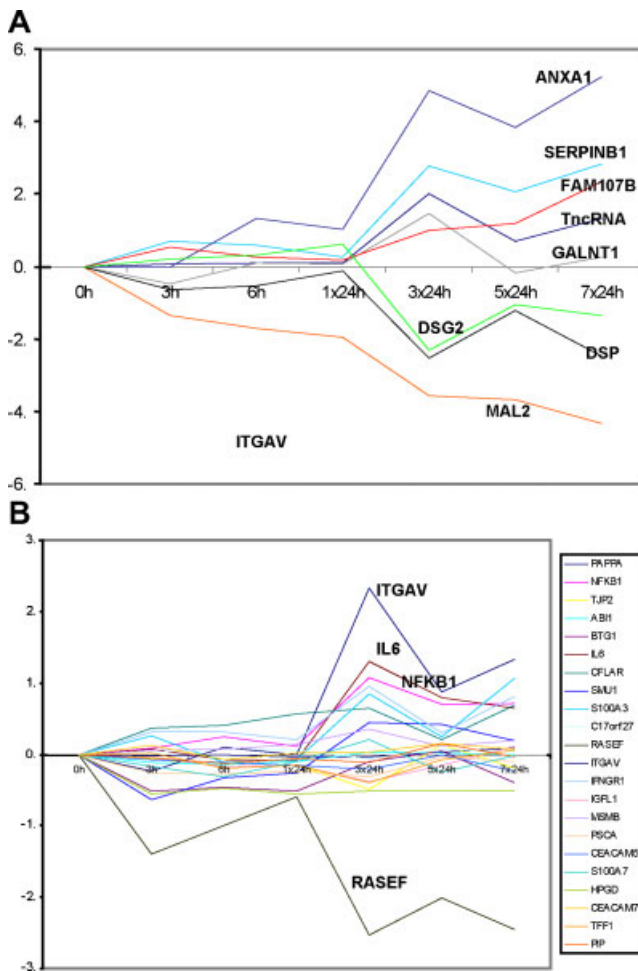 A
6.
4.
2.
0.
-2.
-4.
-6.
ANXA1
SERPINB1
FAM107B
TncRNA
GALNT1
0h 3h 6h 1x24h 3x24h 5x24h 7x24h
DSG2
DSP
MAL2
ITGAV
B
3.
2.
1.
0.
-1.
-2.
-3.
ITGAV
IL6
NFKB1
0h 3h 6h 1x24h 3x24h 5x24h 7x24h
RASEF
PAPPA
NFKB1
TJP2
ABI1
BTG1
IL6
CFLAR
SMU1
S100A3
C17orf27
RASEF
ITGAV
IFNGR1
IGFL1
MSMB
PSCA
CEACAM5
S100A7
HPGD
CEACAM7
TFF1
PIP